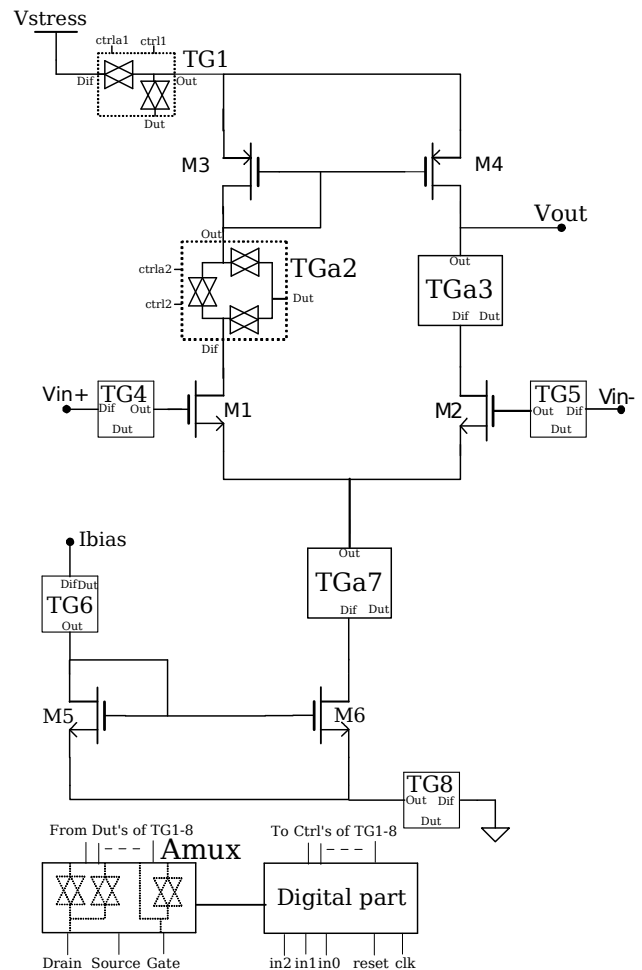 Vstress
ctrla1 ctrl1
TG1
Dif Out
Dut
M3 M4
Vout
Out Out
ctrla2 TGa2 TGa3
ctrl2 Dut
Dif Dif Dut
Vin+ TG4 TG5 Vin-
Dif Out M1 M2 Out Dif
Dut Dut
Ibias
Out
TGa7
Dif Dut
Dif Dut
TG6
Out
M5 M6
TG8
Out Dif
Dut
From Dut's of TG1-8 To Ctrl's of TG1-8
Amux
Digital part
Drain Source Gate in2 in1 in0 reset clk